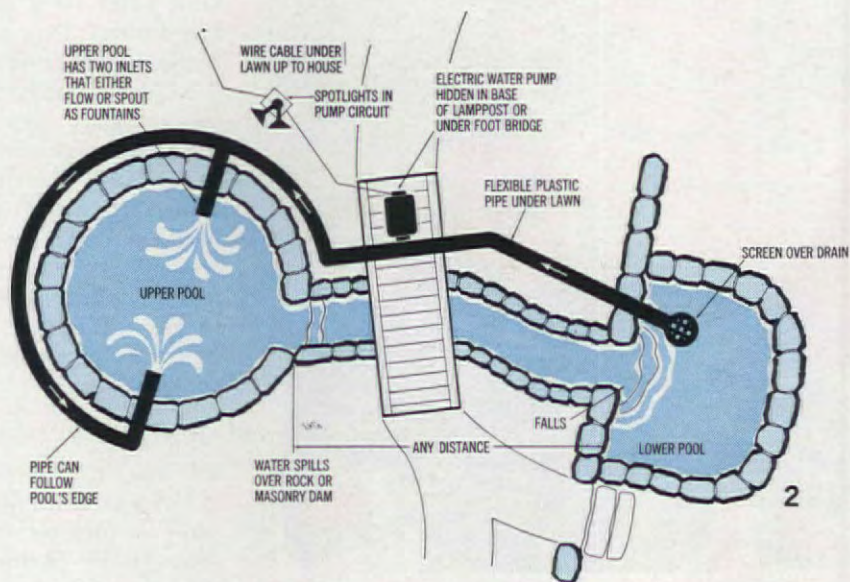 UPPER POOL
HAS TWO INLETS
THAT EITHER
FLOW OR SPOUT
AS FOUNTAINS
WIRE CABLE UNDER
LAWN UP TO HOUSE
SPOTLIGHTS IN
PUMP CIRCUIT
ELECTRIC WATER PUMP
HIDDEN IN BASE
OF LAMPPOST OR
UNDER FOOT BRIDGE
FLEXIBLE PLASTIC
PIPE UNDER LAWN
SCREEN OVER DRAIN
UPPER POOL
FALLS
ANY DISTANCE
LOWER POOL
PIPE CAN
FOLLOW
POOL'S EDGE
WATER SPILLS
OVER ROCK OR
MASONRY DAM
2